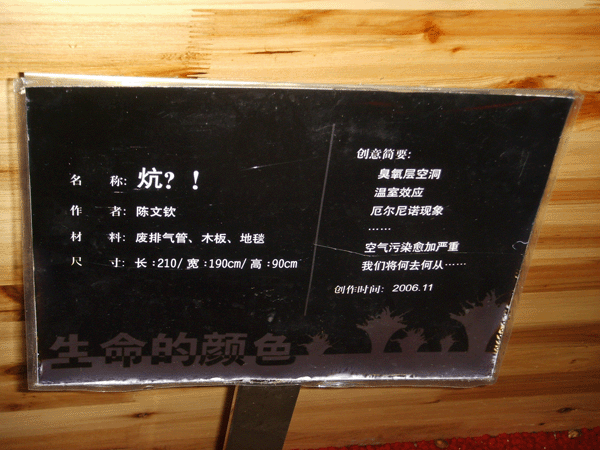 名 称: 炕? !
作 者: 陈文钦
材 料: 废排气管、木板、地毯
尺 寸: 长:210/宽:190cm/高:90cm
创意简要:
臭氧层空洞
温室效应
厄尔尼诺现象
……
空气污染愈加严重
我们将何去何从……
创作时间: 2006.11
生命的颜色